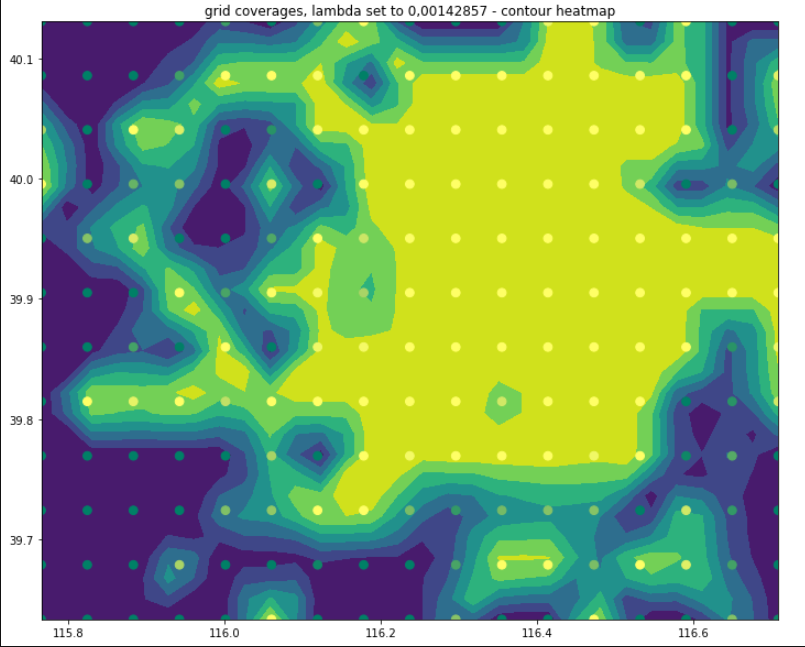 grid coverages, lambda set to 0,00142857 - contour heatmap
40.1
40.0
39.9
39.8
39.7
115.8 116.0 116.2 116.4 116.6